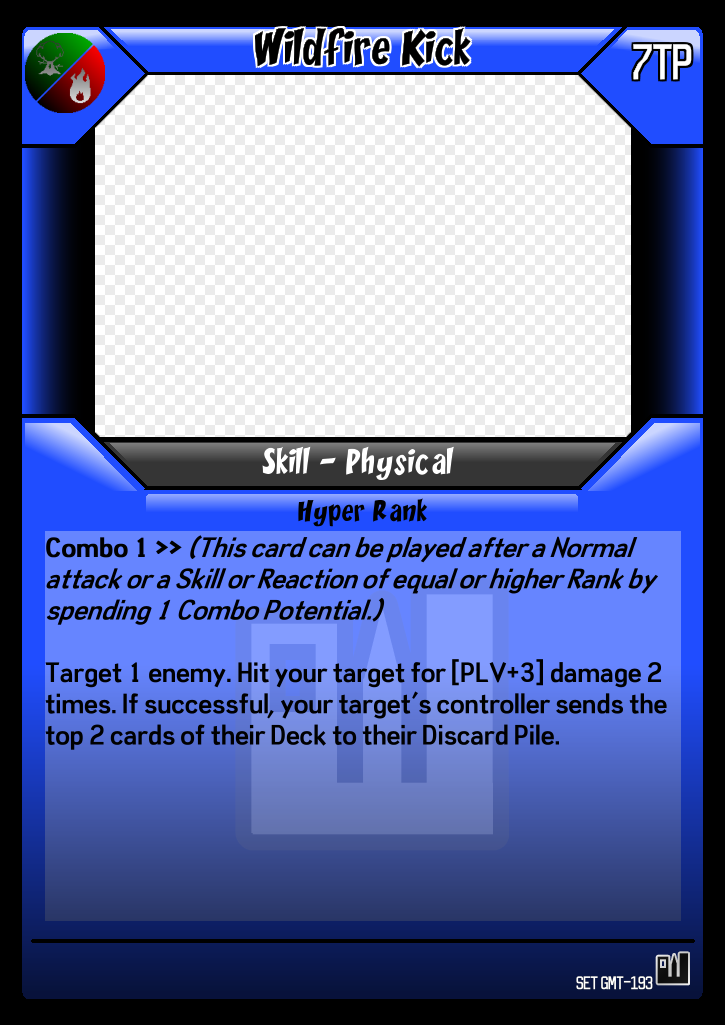 Wildfire Kick
7TP
Skill - Physical
Hyper Rank
Combo 1 >> (This card can be played after a Normal
attack or a Skill or Reaction of equal or higher Rank by
spending 1 Combo Potential.)
Target 1 enemy. Hit your target for [PLV+3] damage 2
times. If successful, your target's controller sends the
top 2 cards of their Deck to their Discard Pile.
SET GMT-193